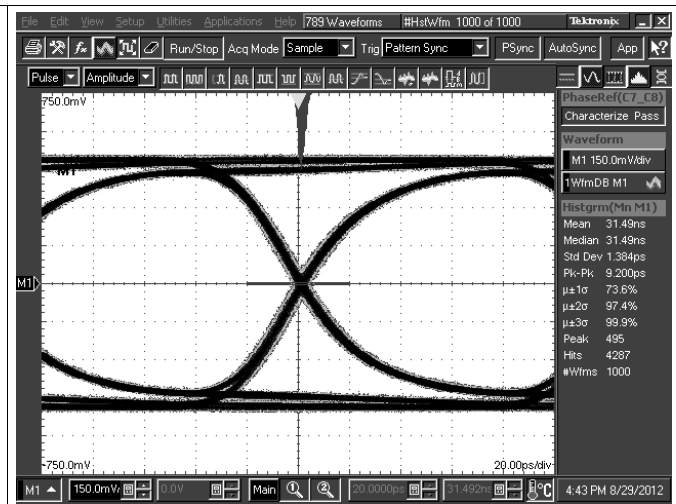 File Edit View Setup Utilities Applications Help 789 Waveforms #HstWfm 1000 of 1000 Tektronix
Run/Stop Acq Mode Sample Trig Pattern Sync PSync AutoSync App
Pulse Amplitude
750.0mV
M1
M1
-750.0mV
20.00ps/div
PhaseRef(C7_C8)
Characterize Pass
Waveform
M1 150.0mV/div
1WfmDB M1
Histgrm(Mn M1)
Mean 31.49ns
Median 31.49ns
Std Dev 1.384ps
Pk-Pk 9.200ps
µ±1σ 73.6%
µ±2σ 97.4%
µ±3σ 99.9%
Peak 495
Hits 4287
#Wfms 1000
M1 150.0mV/ 0.0V Main 1 2 20.0000ps 31.492ns °C 4:43 PM 8/29/2012